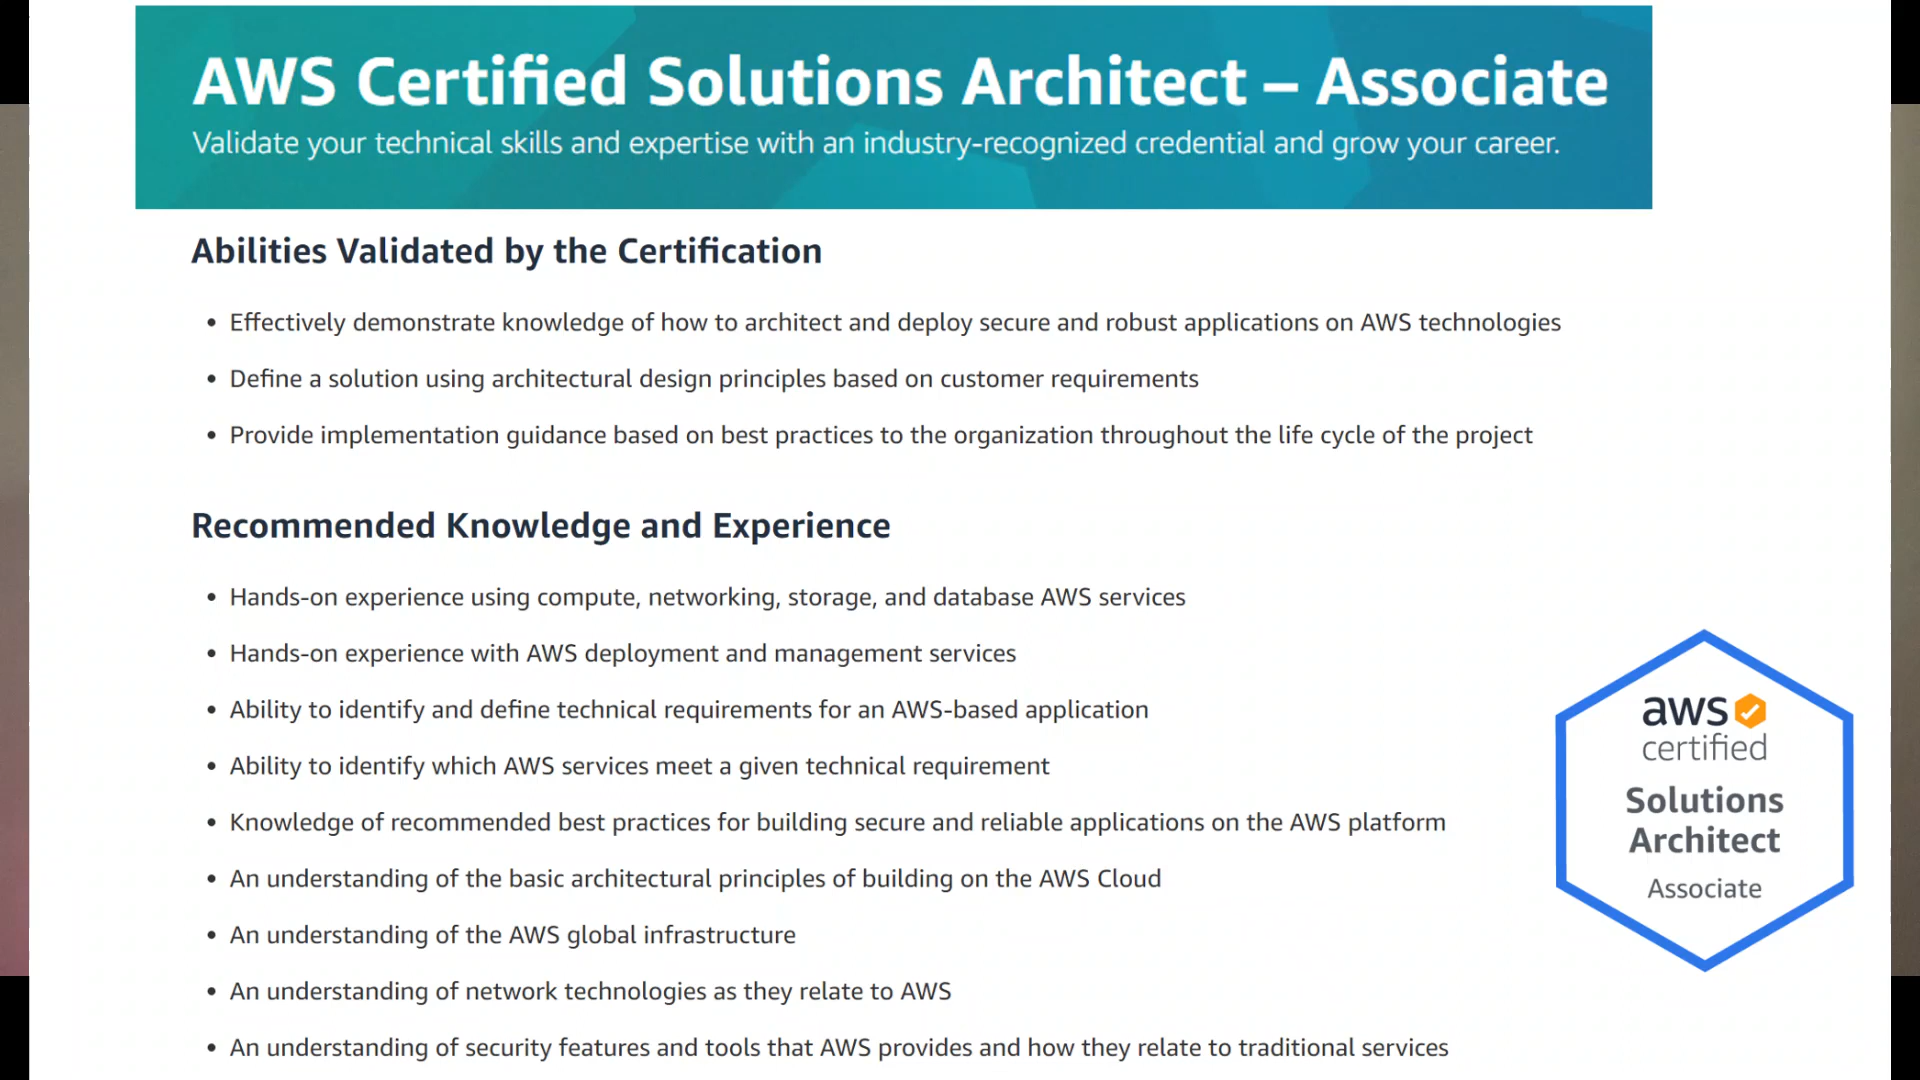 AWS Certified Solutions Architect – Associate
Validate your technical skills and expertise with an industry-recognized credential and grow your career.
Abilities Validated by the Certification
• Effectively demonstrate knowledge of how to architect and deploy secure and robust applications on AWS technologies
• Define a solution using architectural design principles based on customer requirements
• Provide implementation guidance based on best practices to the organization throughout the life cycle of the project
Recommended Knowledge and Experience
• Hands-on experience using compute, networking, storage, and database AWS services
• Hands-on experience with AWS deployment and management services
• Ability to identify and define technical requirements for an AWS-based application
• Ability to identify which AWS services meet a given technical requirement
• Knowledge of recommended best practices for building secure and reliable applications on the AWS platform
• An understanding of the basic architectural principles of building on the AWS Cloud
• An understanding of the AWS global infrastructure
• An understanding of network technologies as they relate to AWS
• An understanding of security features and tools that AWS provides and how they relate to traditional services
aws
certified
Solutions
Architect
Associate